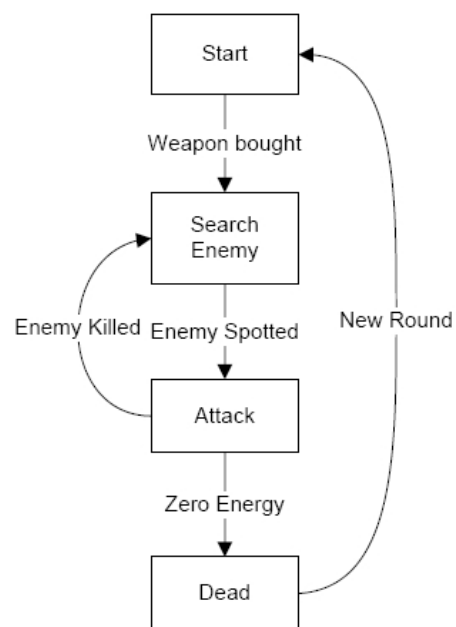 Start
Weapon bought
Search
Enemy
Enemy Killed
Enemy Spotted
New Round
Attack
Zero Energy
Dead